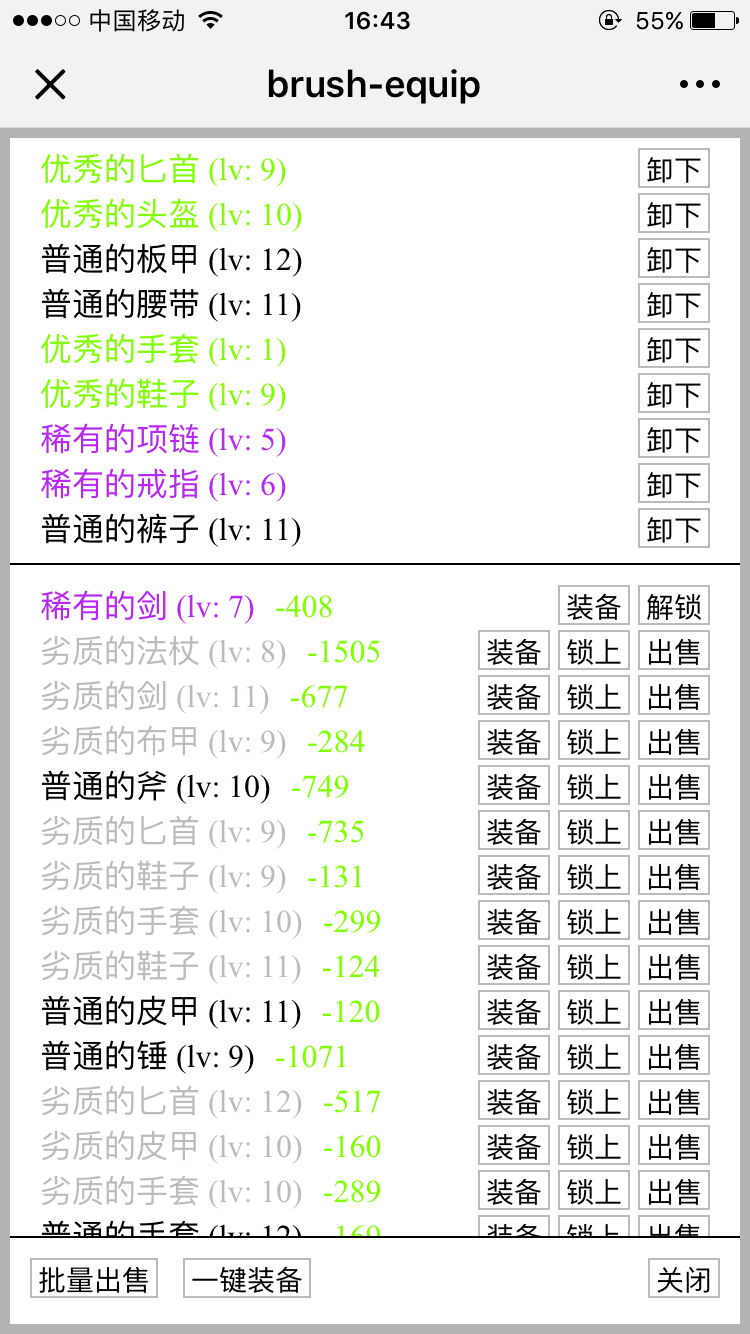 中国移动 16:43 55%
brush-equip
优秀的匕首 (lv: 9) 卸下
优秀的头盔 (lv: 10) 卸下
普通的板甲 (lv: 12) 卸下
普通的腰带 (lv: 11) 卸下
优秀的手套 (lv: 1) 卸下
优秀的鞋子 (lv: 9) 卸下
稀有的项链 (lv: 5) 卸下
稀有的戒指 (lv: 6) 卸下
普通的裤子 (lv: 11) 卸下
稀有的剑 (lv: 7) -408 装备 解锁
劣质的法杖 (lv: 8) -1505 装备 锁上 出售
劣质的剑 (lv: 11) -677 装备 锁上 出售
劣质的布甲 (lv: 9) -284 装备 锁上 出售
普通的斧 (lv: 10) -749 装备 锁上 出售
劣质的匕首 (lv: 9) -735 装备 锁上 出售
劣质的鞋子 (lv: 9) -131 装备 锁上 出售
劣质的手套 (lv: 10) -299 装备 锁上 出售
劣质的鞋子 (lv: 11) -124 装备 锁上 出售
普通的皮甲 (lv: 11) -120 装备 锁上 出售
普通的锤 (lv: 9) -1071 装备 锁上 出售
劣质的匕首 (lv: 12) -517 装备 锁上 出售
劣质的皮甲 (lv: 10) -160 装备 锁上 出售
劣质的手套 (lv: 10) -289 装备 锁上 出售
普通的手套 (lv: 12) -169 装备 锁上 出售
批量出售 一键装备 关闭